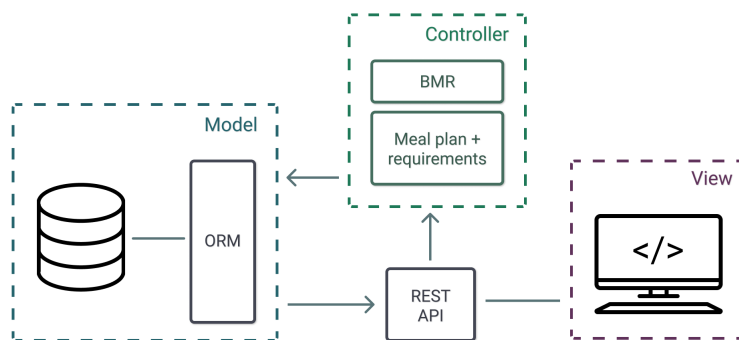 Controller
BMR
Meal plan +
requirements
Model
ORM
View
</>
REST
API